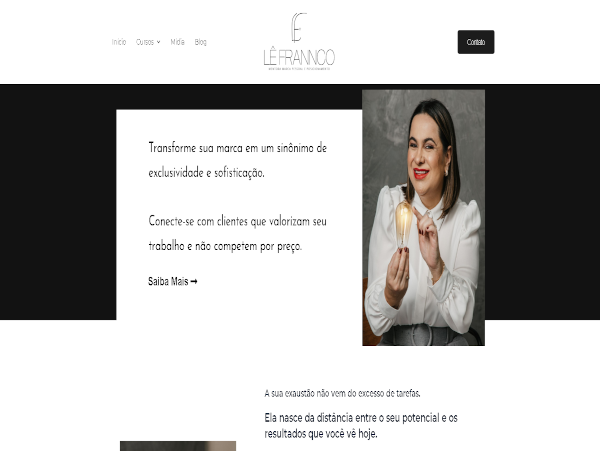 Início Cursos Mídia Blog
LÊ FRANNCO
Contato
Transforme sua marca em um sinônimo de
exclusividade e sofisticação.
Conecte-se com clientes que valorizam seu
trabalho e não competem por preço.
Saiba Mais ➞
A sua exaustão não vem do excesso de tarefas.
Ela nasce da distância entre o seu potencial e os
resultados que você vê hoje.